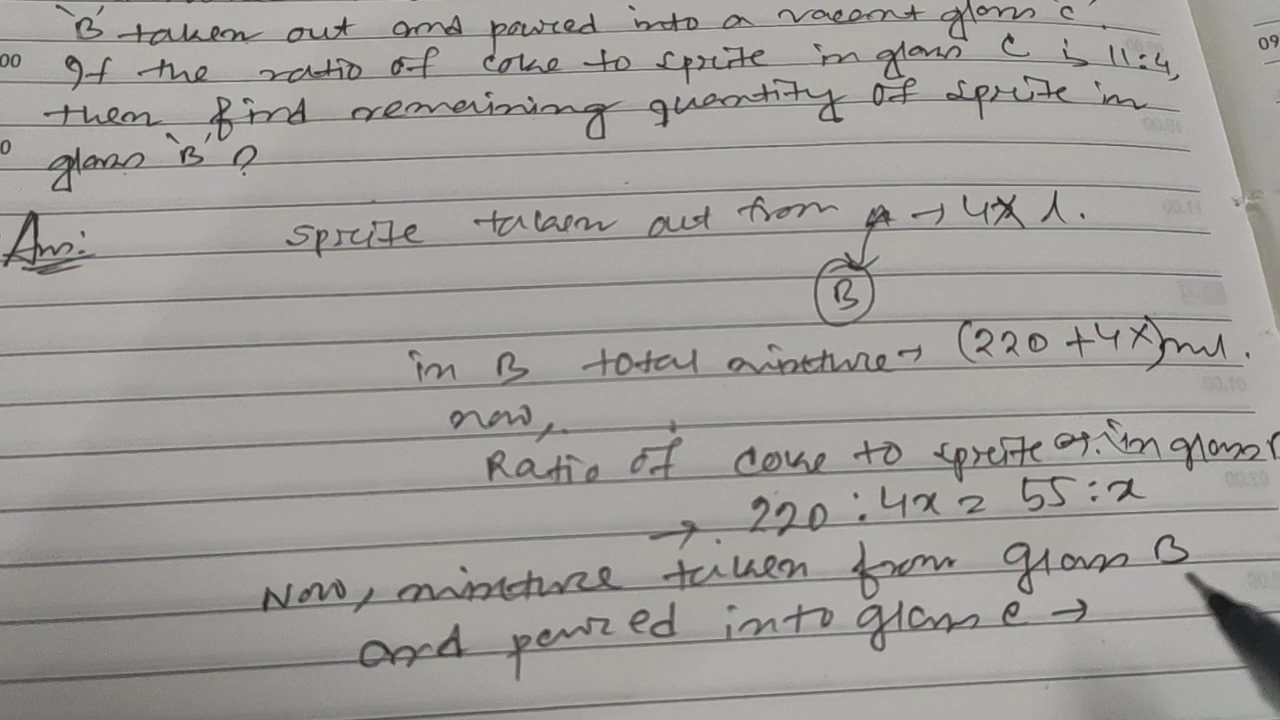 'B' taken out and poured into a vacant glass 'C'.
00 If the ratio of coke to sprite in glass C is 11:4,
then find remaining quantity of sprite in
0 glass 'B'?
Ans: sprite taken out from A → 4x l.
B
in B total mixture → (220 + 4x) ml.
now,
Ratio of coke to sprite in glass
→ 220 : 4x = 55 : x
Now, mixture taken from glass B
and poured into glass c →
09